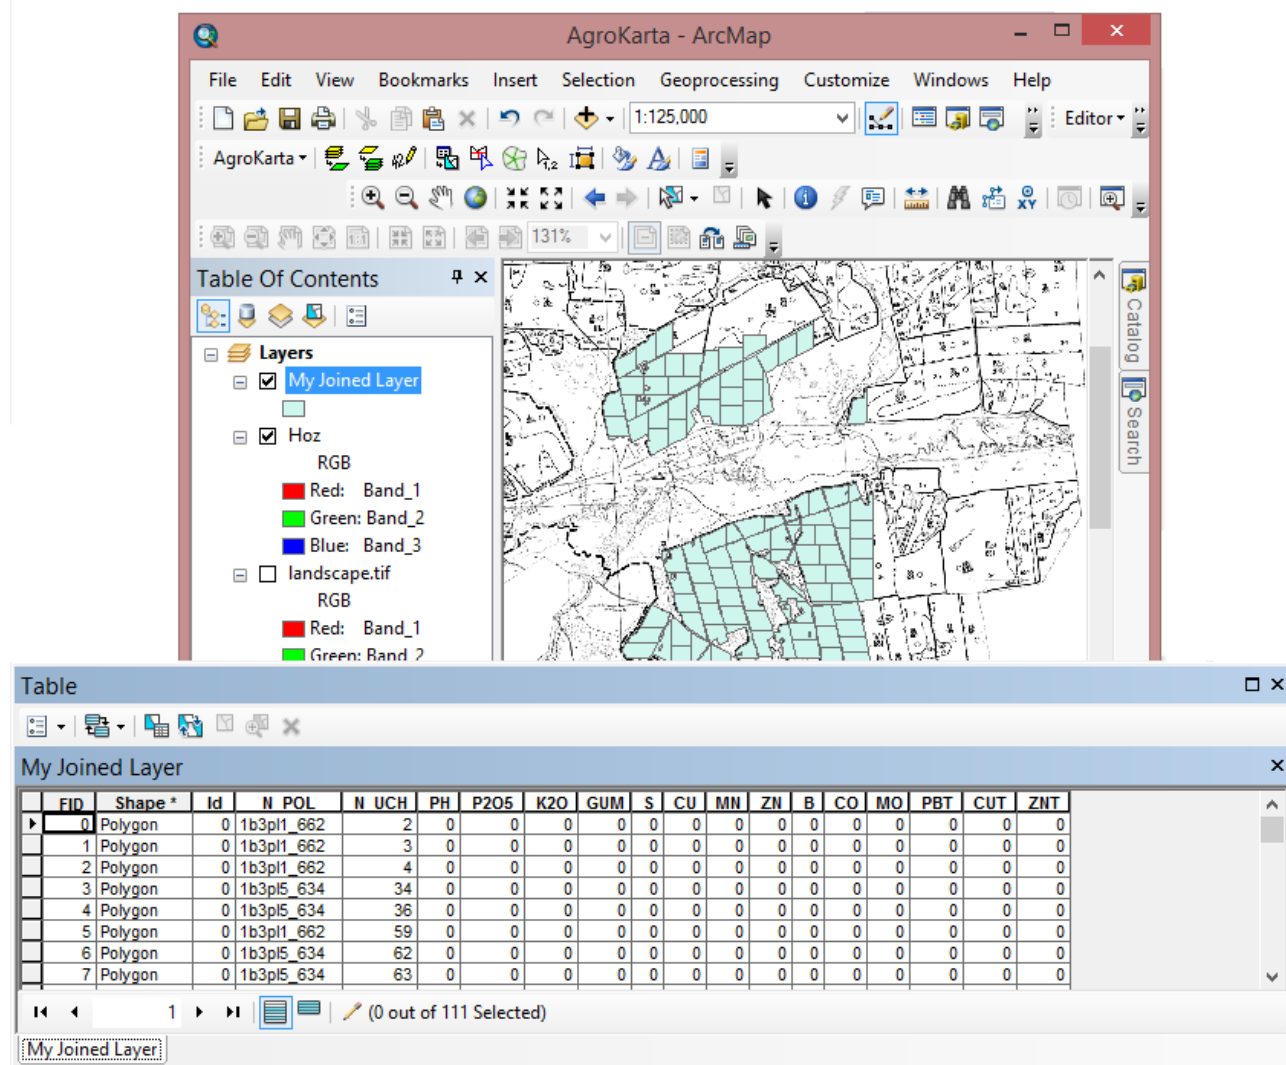 AgroKarta - ArcMap
File Edit View Bookmarks Insert Selection Geoprocessing Customize Windows Help
1:125,000 Editor
AgroKarta
XY
1:1 131%
Table Of Contents
Layers
My Joined Layer
Hoz
RGB
Red: Band_1
Green: Band_2
Blue: Band_3
landscape.tif
RGB
Red: Band_1
Green: Band_2
Catalog
Search
Table
My Joined Layer
FID Shape * Id N_POL N_UCH PH P2O5 K2O GUM S CU MN ZN B CO MO PBT CUT ZNT
0 Polygon 0 1b3pl1_662 2 0 0 0 0 0 0 0 0 0 0 0 0 0 0
1 Polygon 0 1b3pl1_662 3 0 0 0 0 0 0 0 0 0 0 0 0 0 0
2 Polygon 0 1b3pl1_662 4 0 0 0 0 0 0 0 0 0 0 0 0 0 0
3 Polygon 0 1b3pl5_634 34 0 0 0 0 0 0 0 0 0 0 0 0 0 0
4 Polygon 0 1b3pl5_634 36 0 0 0 0 0 0 0 0 0 0 0 0 0 0
5 Polygon 0 1b3pl1_662 59 0 0 0 0 0 0 0 0 0 0 0 0 0 0
6 Polygon 0 1b3pl5_634 62 0 0 0 0 0 0 0 0 0 0 0 0 0 0
7 Polygon 0 1b3pl5_634 63 0 0 0 0 0 0 0 0 0 0 0 0 0 0
1 (0 out of 111 Selected)
My Joined Layer